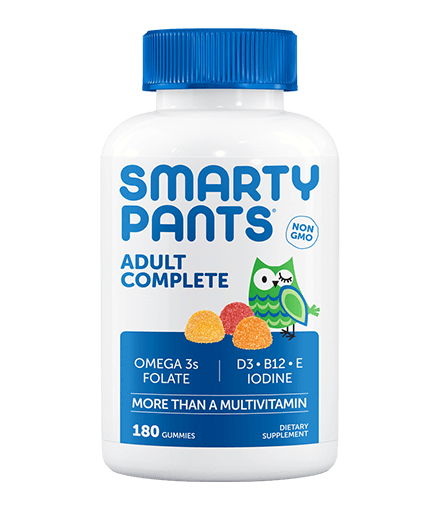 SMARTY
PANTS®
NON
GMO
ADULT
COMPLETE
OMEGA 3s
FOLATE
D3 • B12 • E
IODINE
MORE THAN A MULTIVITAMIN
180 GUMMIES
DIETARY
SUPPLEMENT